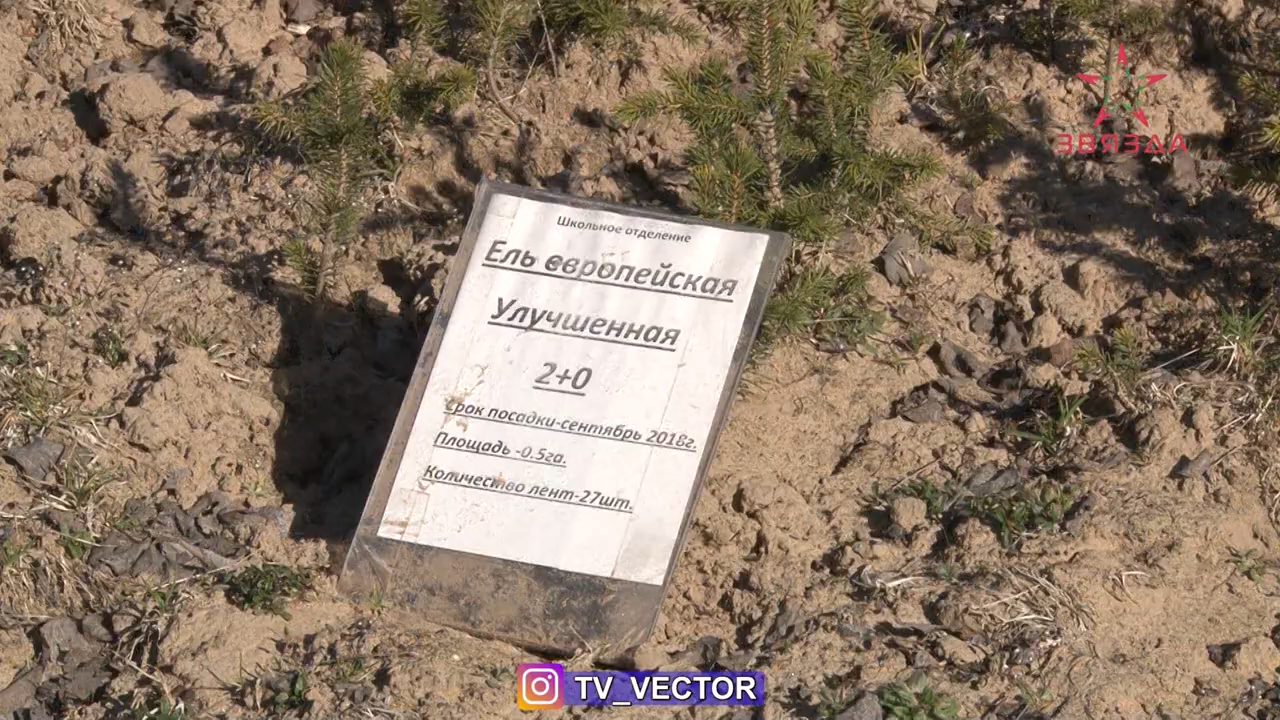 ЗВЯЗДА
Школьное отделение
Ель европейская
Улучшенная
2+0
Срок посадки-сентябрь 2018г.
Площадь -0.5га.
Количество лент-27шт.
TV_VECTOR